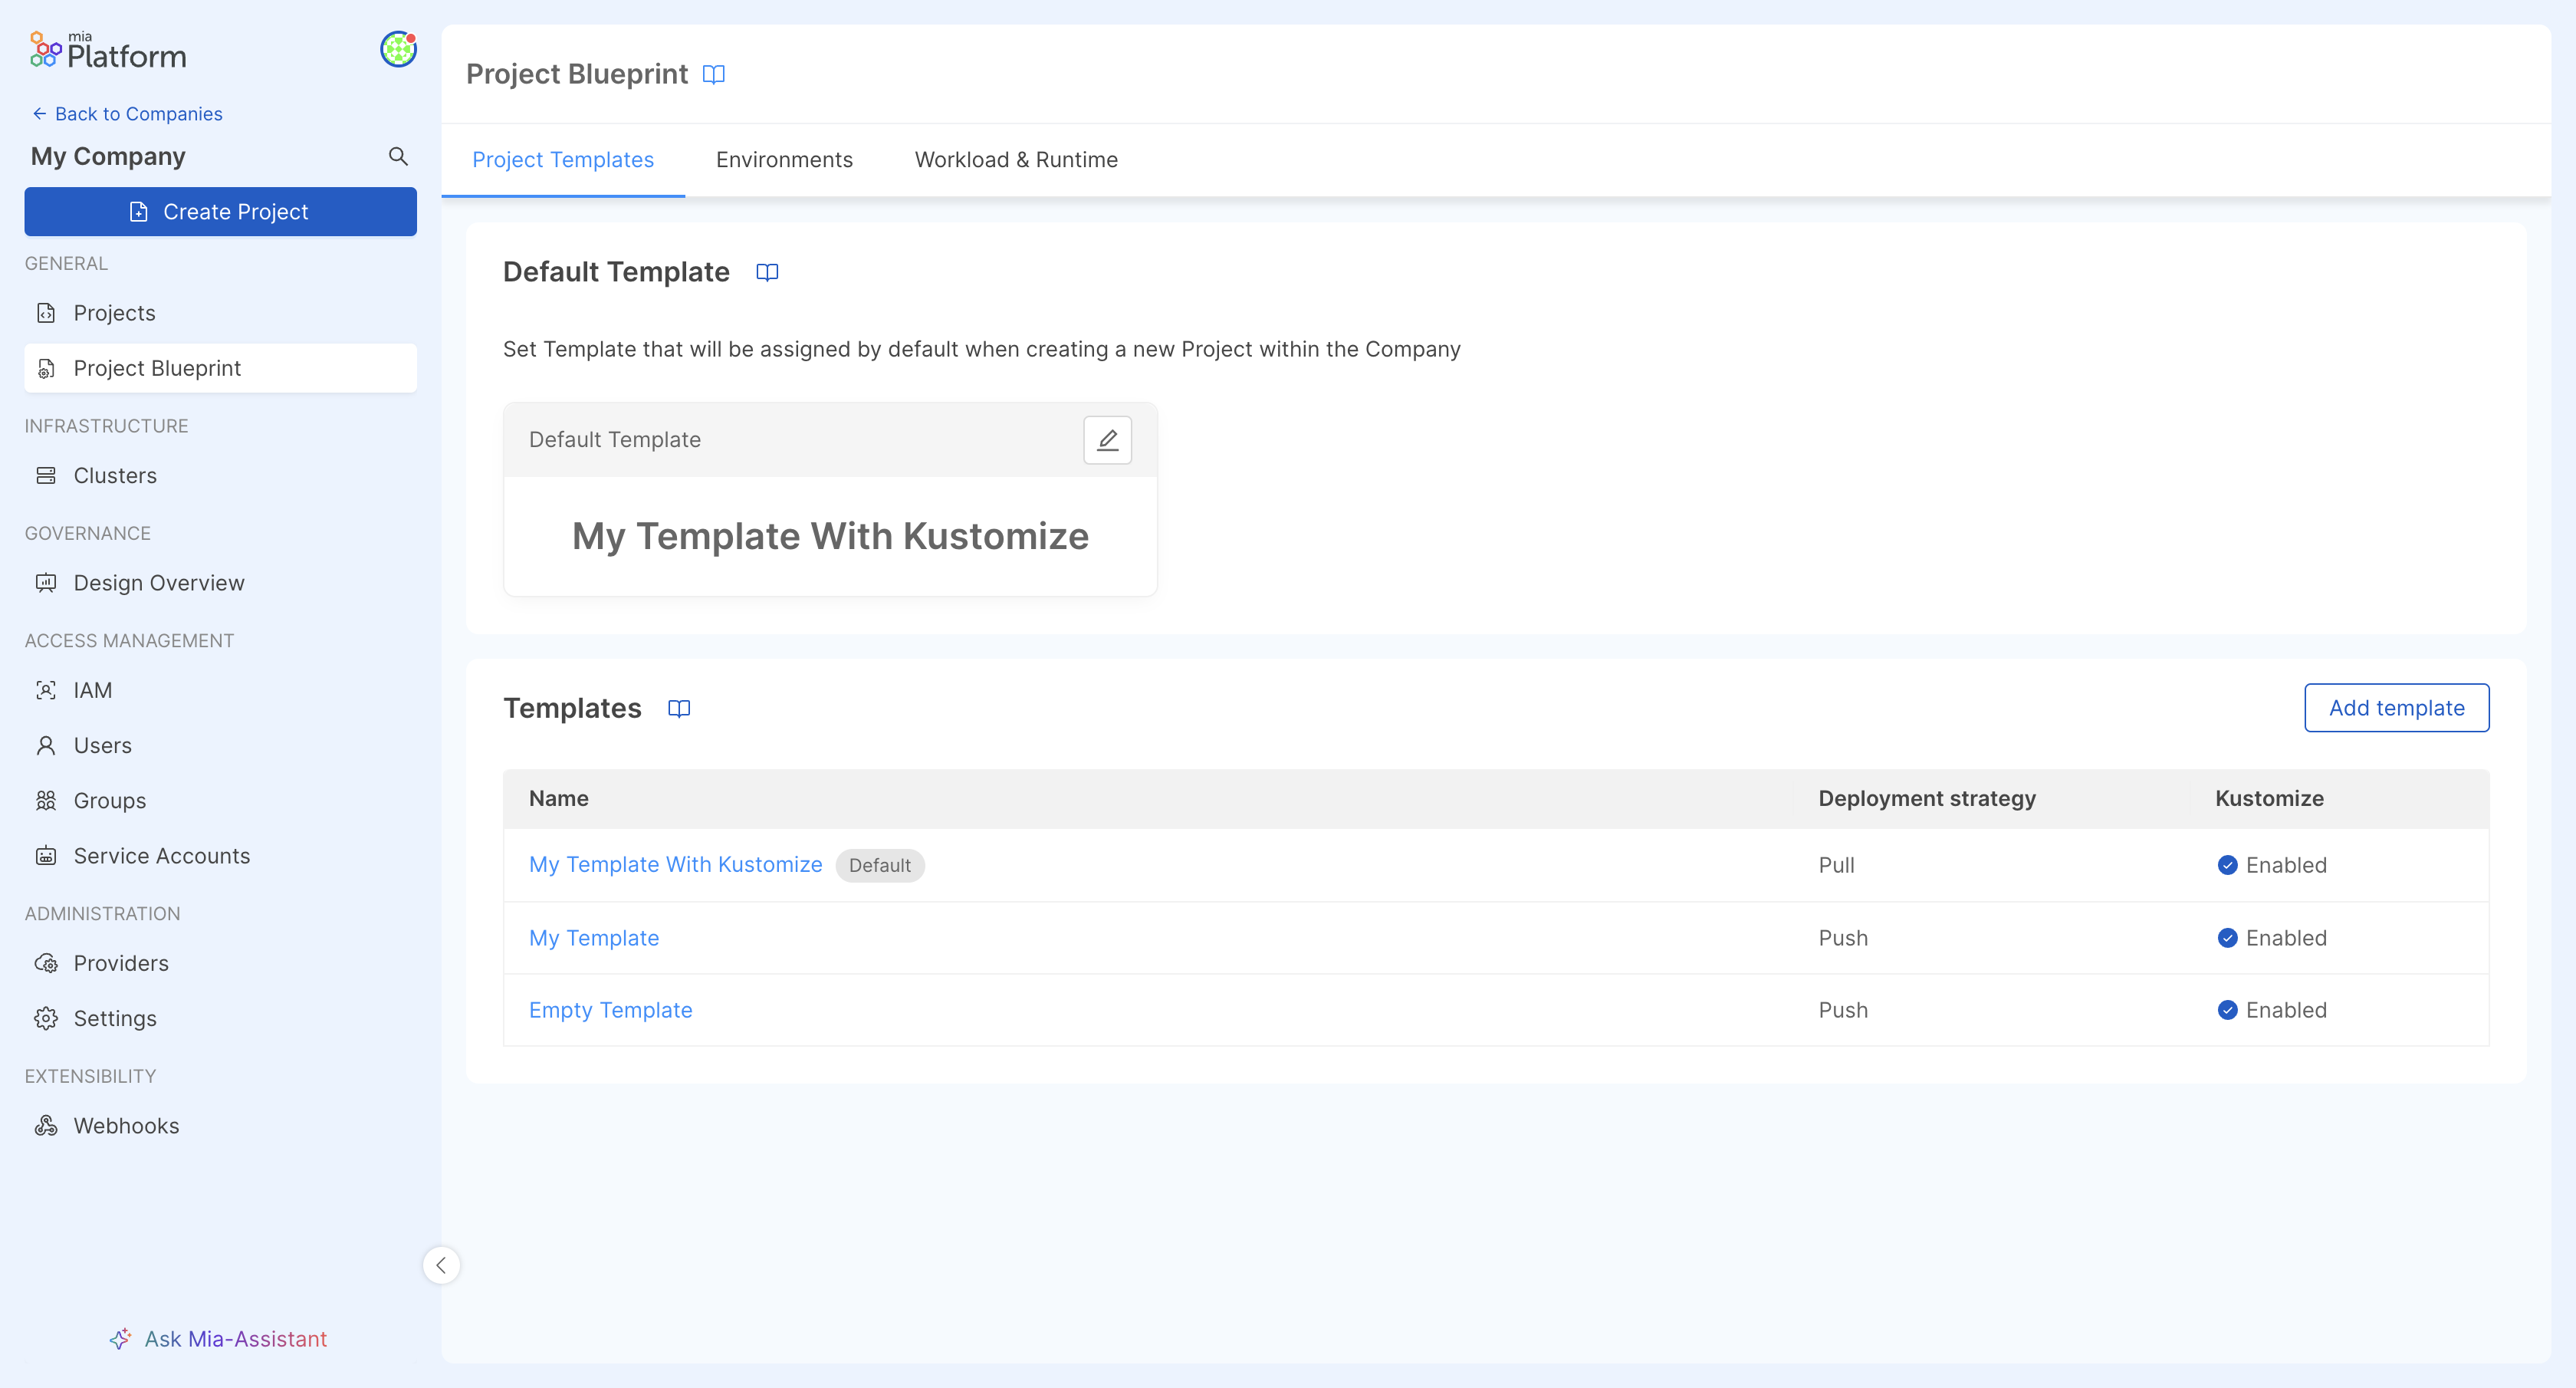 mia
Platform
Back to Companies
My Company
Create Project
GENERAL
Projects
Project Blueprint
INFRASTRUCTURE
Clusters
GOVERNANCE
Design Overview
ACCESS MANAGEMENT
IAM
Users
Groups
Service Accounts
ADMINISTRATION
Providers
Settings
EXTENSIBILITY
Webhooks
Ask Mia-Assistant
Project Blueprint
Project Templates Environments Workload & Runtime
Default Template
Set Template that will be assigned by default when creating a new Project within the Company
Default Template
My Template With Kustomize
Templates
Add template
Name Deployment strategy Kustomize
My Template With Kustomize Default Pull Enabled
My Template Push Enabled
Empty Template Push Enabled